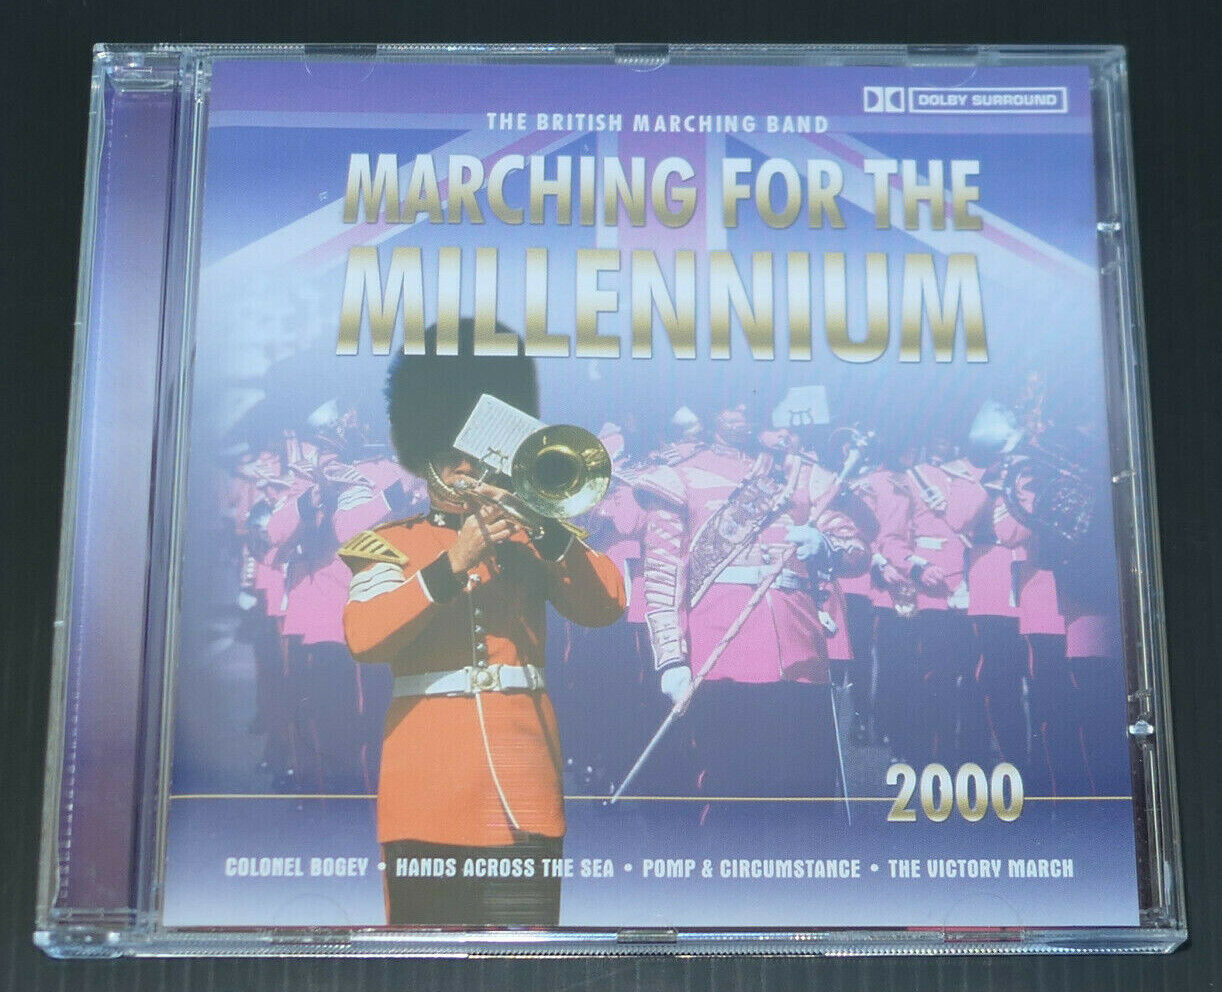 DOLBY SURROUND
THE BRITISH MARCHING BAND
MARCHING FOR THE
MILLENNIUM
2000
COLONEL BOGEY • HANDS ACROSS THE SEA • POMP & CIRCUMSTANCE • THE VICTORY MARCH